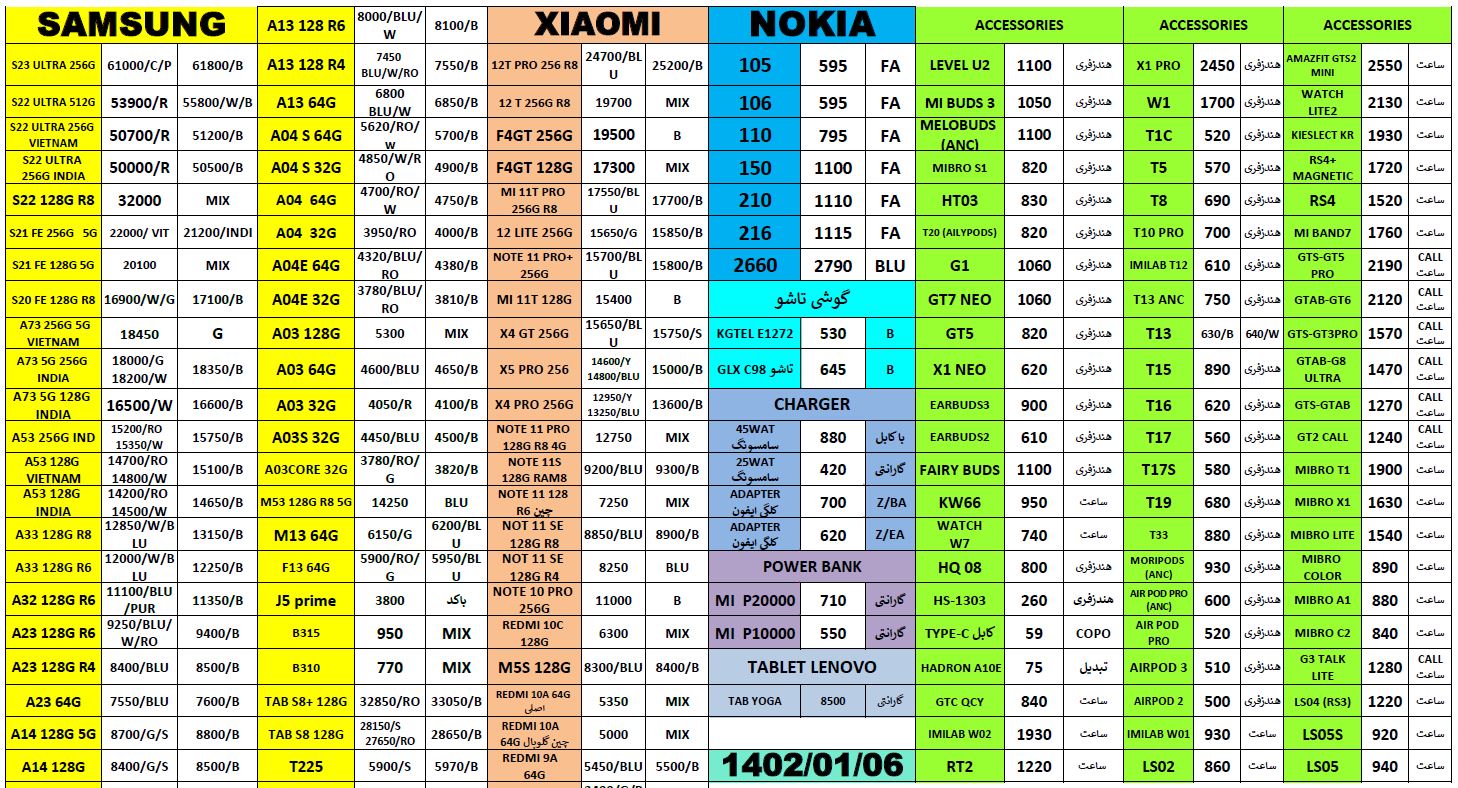 SAMSUNG A13 128 R6 8000/BLU/W 8100/B XIAOMI NOKIA ACCESSORIES ACCESSORIES ACCESSORIES
S23 ULTRA 256G 61000/C/P 61800/B A13 128 R4 7450 BLU/W/RO 7550/B 12T PRO 256 R8 24700/BLU 25200/B 105 595 FA LEVEL U2 1100 هندزفری X1 PRO 2450 هندزفری AMAZFIT GTS2 MINI 2550 ساعت
S22 ULTRA 512G 53900/R 55800/W/B A13 64G 6800 BLU/W 6850/B 12 T 256G R8 19700 MIX 106 595 FA MI BUDS 3 1050 هندزفری W1 1700 هندزفری WATCH LITE2 2130 ساعت
S22 ULTRA 256G VIETNAM 50700/R 51200/B A04 S 64G 5620/RO/w 5700/B F4GT 256G 19500 B 110 795 FA MELOBUDS (ANC) 1100 هندزفری T1C 520 هندزفری KIESLECT KR 1930 ساعت
S22 ULTRA 256G INDIA 50000/R 50500/B A04 S 32G 4850/W/RO 4900/B F4GT 128G 17300 MIX 150 1100 FA MIBRO S1 820 هندزفری T5 570 هندزفری RS4+ MAGNETIC 1720 ساعت
S22 128G R8 32000 MIX A04 64G 4700/RO/W 4750/B MI 11T PRO 256G R8 17550/BLU 17700/B 210 1110 FA HT03 830 هندزفری T8 690 هندزفری RS4 1520 ساعت
S21 FE 256G 5G 22000/ VIT 21200/INDI A04 32G 3950/RO 4000/B 12 LITE 256G 15650/G 15850/B 216 1115 FA T20 (AILYPODS) 820 هندزفری T10 PRO 700 هندزفری MI BAND7 1760 ساعت
S21 FE 128G 5G 20100 MIX A04E 64G 4320/BLU/RO 4380/B NOTE 11 PRO+ 256G 15700/BLU 15800/B 2660 2790 BLU G1 1060 هندزفری IMILAB T12 610 هندزفری GTS-GT5 PRO 2190 CALL ساعت
S20 FE 128G R8 16900/W/G 17100/B A04E 32G 3780/BLU/RO 3810/B MI 11T 128G 15400 B گوشی تاشو GT7 NEO 1060 هندزفری T13 ANC 750 هندزفری GTAB-GT6 2120 CALL ساعت
A73 256G 5G VIETNAM 18450 G A03 128G 5300 MIX X4 GT 256G 15650/BLU 15750/S KGTEL E1272 530 B GT5 820 هندزفری T13 630/B 640/W GTS-GT3PRO 1570 CALL ساعت
A73 5G 256G INDIA 18000/G 18200/W 18350/B A03 64G 4600/BLU 4650/B X5 PRO 256 14600/Y 14800/BLU 15000/B GLX C98 تاشو 645 B X1 NEO 620 هندزفری T15 890 هندزفری GTAB-G8 ULTRA 1470 CALL ساعت
A73 5G 128G INDIA 16500/W 16600/B A03 32G 4050/R 4100/B X4 PRO 256G 12950/Y 13250/BLU 13600/B CHARGER EARBUDS3 900 هندزفری T16 620 هندزفری GTS-GTAB 1270 CALL ساعت
A53 256G IND 15200/RO 15350/W 15750/B A03S 32G 4450/BLU 4500/B NOTE 11 PRO 128G R8 4G 12750 MIX 45WAT سامسونگ 880 با کابل EARBUDS2 610 هندزفری T17 560 هندزفری GT2 CALL 1240 CALL ساعت
A53 128G VIETNAM 14700/RO 14800/W 15100/B A03CORE 32G 3780/RO/G 3820/B NOTE 11S 128G RAM8 9200/BLU 9300/B 25WAT سامسونگ 420 گارانتی FAIRY BUDS 1100 هندزفری T17S 580 هندزفری MIBRO T1 1900 ساعت
A53 128G INDIA 14200/RO 14500/W 14650/B M53 128G R8 5G 14250 BLU NOTE 11 128 R6 چین 7250 MIX ADAPTER کلگی ایفون 700 Z/BA KW66 950 ساعت T19 680 هندزفری MIBRO X1 1630 ساعت
A33 128G R8 12850/W/BLU 13150/B M13 64G 6150/G 6200/BLU NOT 11 SE 128G R8 8850/BLU 8900/B ADAPTER کلگی ایفون 620 Z/EA WATCH W7 740 ساعت T33 880 هندزفری MIBRO LITE 1540 ساعت
A33 128G R6 12000/W/BLU 12250/B F13 64G 5900/RO/G 5950/BLU NOT 11 SE 128G R4 8250 BLU POWER BANK HQ 08 800 هندزفری MORIPODS (ANC) 930 هندزفری MIBRO COLOR 890 ساعت
A32 128G R6 11100/BLU/PUR 11350/B J5 prime 3800 باکد NOTE 10 PRO 256G 11000 B MI P20000 710 گارانتی HS-1303 260 هندزفری AIR POD PRO (ANC) 600 هندزفری MIBRO A1 880 ساعت
A23 128G R6 9250/BLU/W/RO 9400/B B315 950 MIX REDMI 10C 128G 6300 MIX MI P10000 550 گارانتی TYPE-C کابل 59 COPO AIR POD PRO 520 هندزفری MIBRO C2 840 ساعت
A23 128G R4 8400/BLU 8500/B B310 770 MIX M5S 128G 8300/BLU 8400/B TABLET LENOVO HADRON A10E 75 تبدیل AIRPOD 3 510 هندزفری G3 TALK LITE 1280 CALL ساعت
A23 64G 7550/BLU 7600/B TAB S8+ 128G 32850/RO 33050/B REDMI 10A 64G اصلی 5350 MIX TAB YOGA 8500 گارانتی GTC QCY 840 ساعت AIRPOD 2 500 هندزفری LS04 (RS3) 1220 ساعت
A14 128G 5G 8700/G/S 8800/B TAB S8 128G 28150/S 27650/RO 28650/B REDMI 10A 64G چین گلوبال 5000 MIX IMILAB W02 1930 ساعت IMILAB W01 930 ساعت LS05S 920 ساعت
A14 128G 8400/G/S 8500/B T225 5900/S 5970/B REDMI 9A 64G 5450/BLU 5500/B 1402/01/06 RT2 1220 ساعت LS02 860 ساعت LS05 940 ساعت